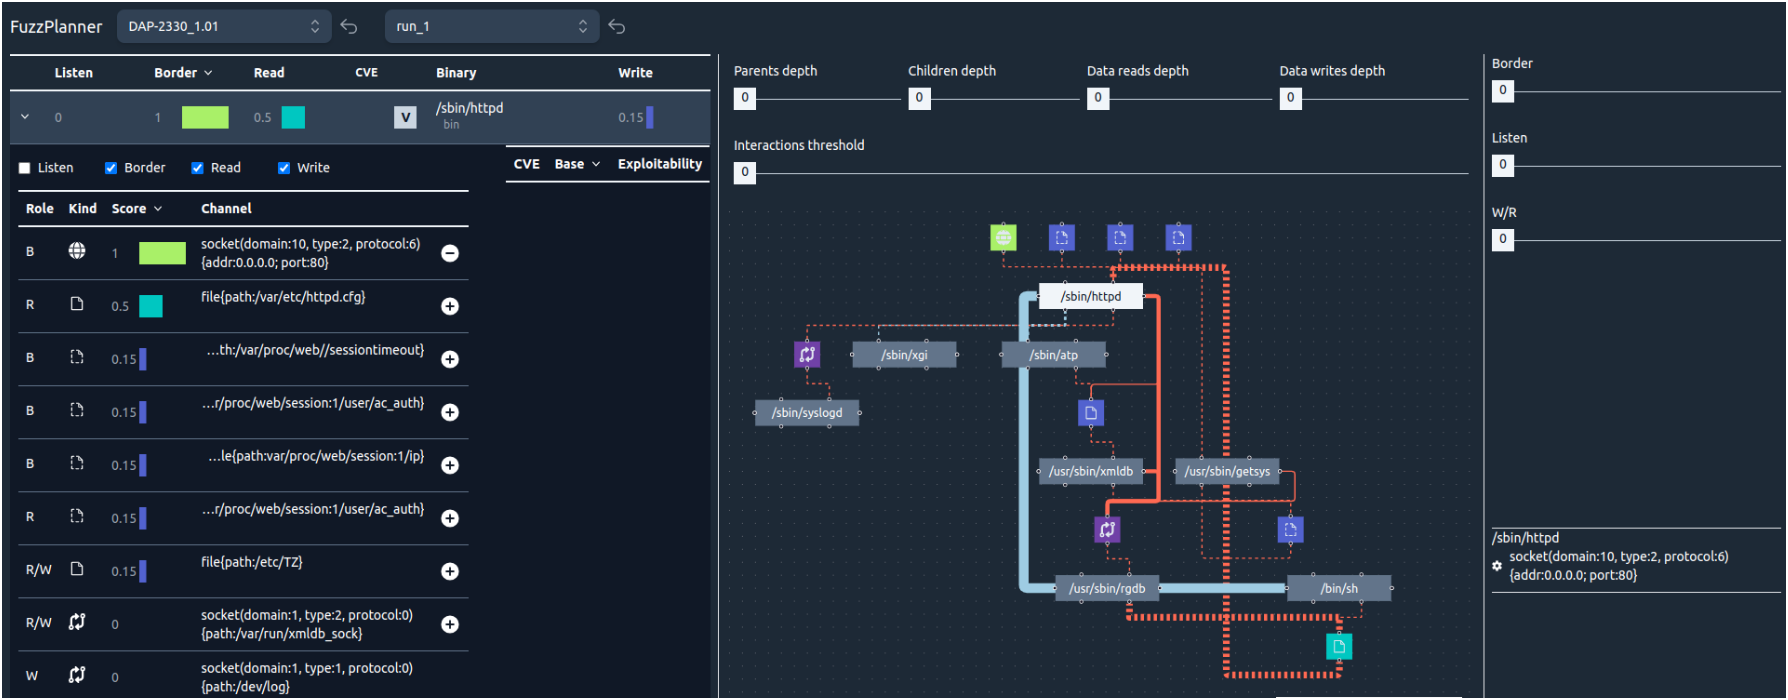 FuzzPlanner
DAP-2330_1.01
run_1
Listen Border Read CVE Binary Write
0 1 0.5 V /sbin/httpd 0.15
bin
Listen Border Read Write
CVE Base Exploitability
Role Kind Score Channel
B 1 socket(domain:10, type:2, protocol:6)
{addr:0.0.0.0; port:80}
R 0.5 file{path:/var/etc/httpd.cfg}
B 0.15 ...th:/var/proc/web//sessiontimeout}
B 0.15 ...r/proc/web/session:1/user/ac_auth}
B 0.15 ...le{path:var/proc/web/session:1/ip}
R 0.15 ...r/proc/web/session:1/user/ac_auth}
R/W 0.15 file{path:/etc/TZ}
R/W 0 socket(domain:1, type:2, protocol:0)
{path:/var/run/xmldb_sock}
W 0 socket(domain:1, type:1, protocol:0)
{path:/dev/log}
Parents depth
0
Children depth
0
Data reads depth
0
Data writes depth
0
Interactions threshold
0
/sbin/httpd
/sbin/xgi
/sbin/atp
/sbin/syslogd
/usr/sbin/xmldb
/usr/sbin/getsys
/usr/sbin/rgdb
/bin/sh
Border
0
Listen
0
W/R
0
/sbin/httpd
socket(domain:10, type:2, protocol:6)
{addr:0.0.0.0; port:80}